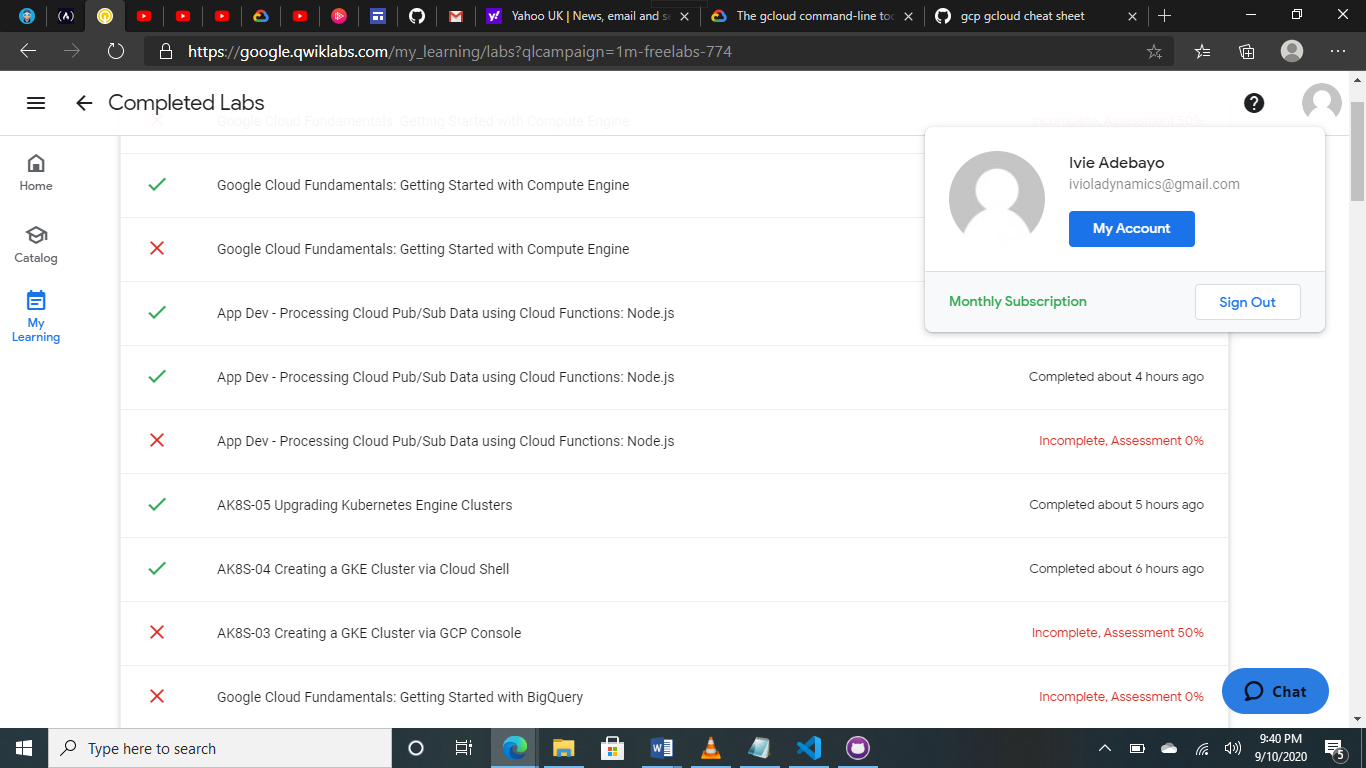 Yahoo UK | News, email and se
The gcloud command-line too
gcp gcloud cheat sheet
https://google.qwiklabs.com/my_learning/labs?qlcampaign=1m-freelabs-774
Completed Labs
Google Cloud Fundamentals: Getting Started with Compute Engine
Incomplete, Assessment 50%
Home
Catalog
My
Learning
Google Cloud Fundamentals: Getting Started with Compute Engine
Google Cloud Fundamentals: Getting Started with Compute Engine
App Dev - Processing Cloud Pub/Sub Data using Cloud Functions: Node.js
Ivie Adebayo
ivioladynamics@gmail.com
My Account
Monthly Subscription
Sign Out
App Dev - Processing Cloud Pub/Sub Data using Cloud Functions: Node.js
Completed about 4 hours ago
App Dev - Processing Cloud Pub/Sub Data using Cloud Functions: Node.js
Incomplete, Assessment 0%
AK8S-05 Upgrading Kubernetes Engine Clusters
Completed about 5 hours ago
AK8S-04 Creating a GKE Cluster via Cloud Shell
Completed about 6 hours ago
AK8S-03 Creating a GKE Cluster via GCP Console
Incomplete, Assessment 50%
Google Cloud Fundamentals: Getting Started with BigQuery
Incomplete, Assessment 0%
Chat
Type here to search
9:40 PM
9/10/2020
5